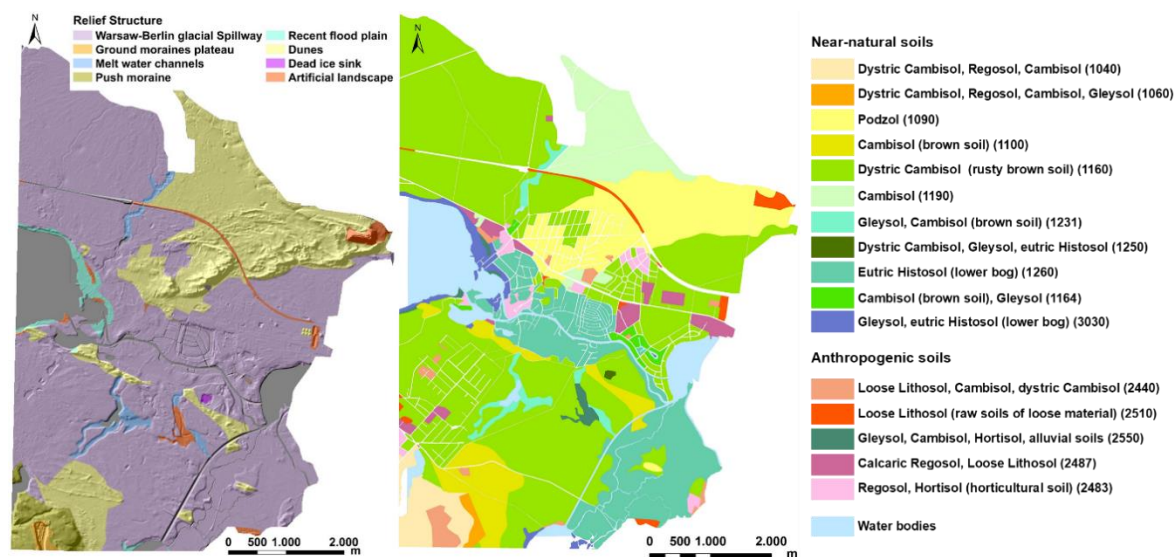 Relief Structure
Warsaw-Berlin glacial Spillway
Ground moraines plateau
Melt water channels
Push moraine
Recent flood plain
Dunes
Dead ice sink
Artificial landscape
N
0 500 1.000 2.000
m
N
0 500 1.000 2.000
m
Near-natural soils
Dystric Cambisol, Regosol, Cambisol (1040)
Dystric Cambisol, Regosol, Cambisol, Gleysol (1060)
Podzol (1090)
Cambisol (brown soil) (1100)
Dystric Cambisol (rusty brown soil) (1160)
Cambisol (1190)
Gleysol, Cambisol (brown soil) (1231)
Dystric Cambisol, Gleysol, eutric Histosol (1250)
Eutric Histosol (lower bog) (1260)
Cambisol (brown soil), Gleysol (1164)
Gleysol, eutric Histosol (lower bog) (3030)
Anthropogenic soils
Loose Lithosol, Cambisol, dystric Cambisol (2440)
Loose Lithosol (raw soils of loose material) (2510)
Gleysol, Cambisol, Hortisol, alluvial soils (2550)
Calcaric Regosol, Loose Lithosol (2487)
Regosol, Hortisol (horticultural soil) (2483)
Water bodies